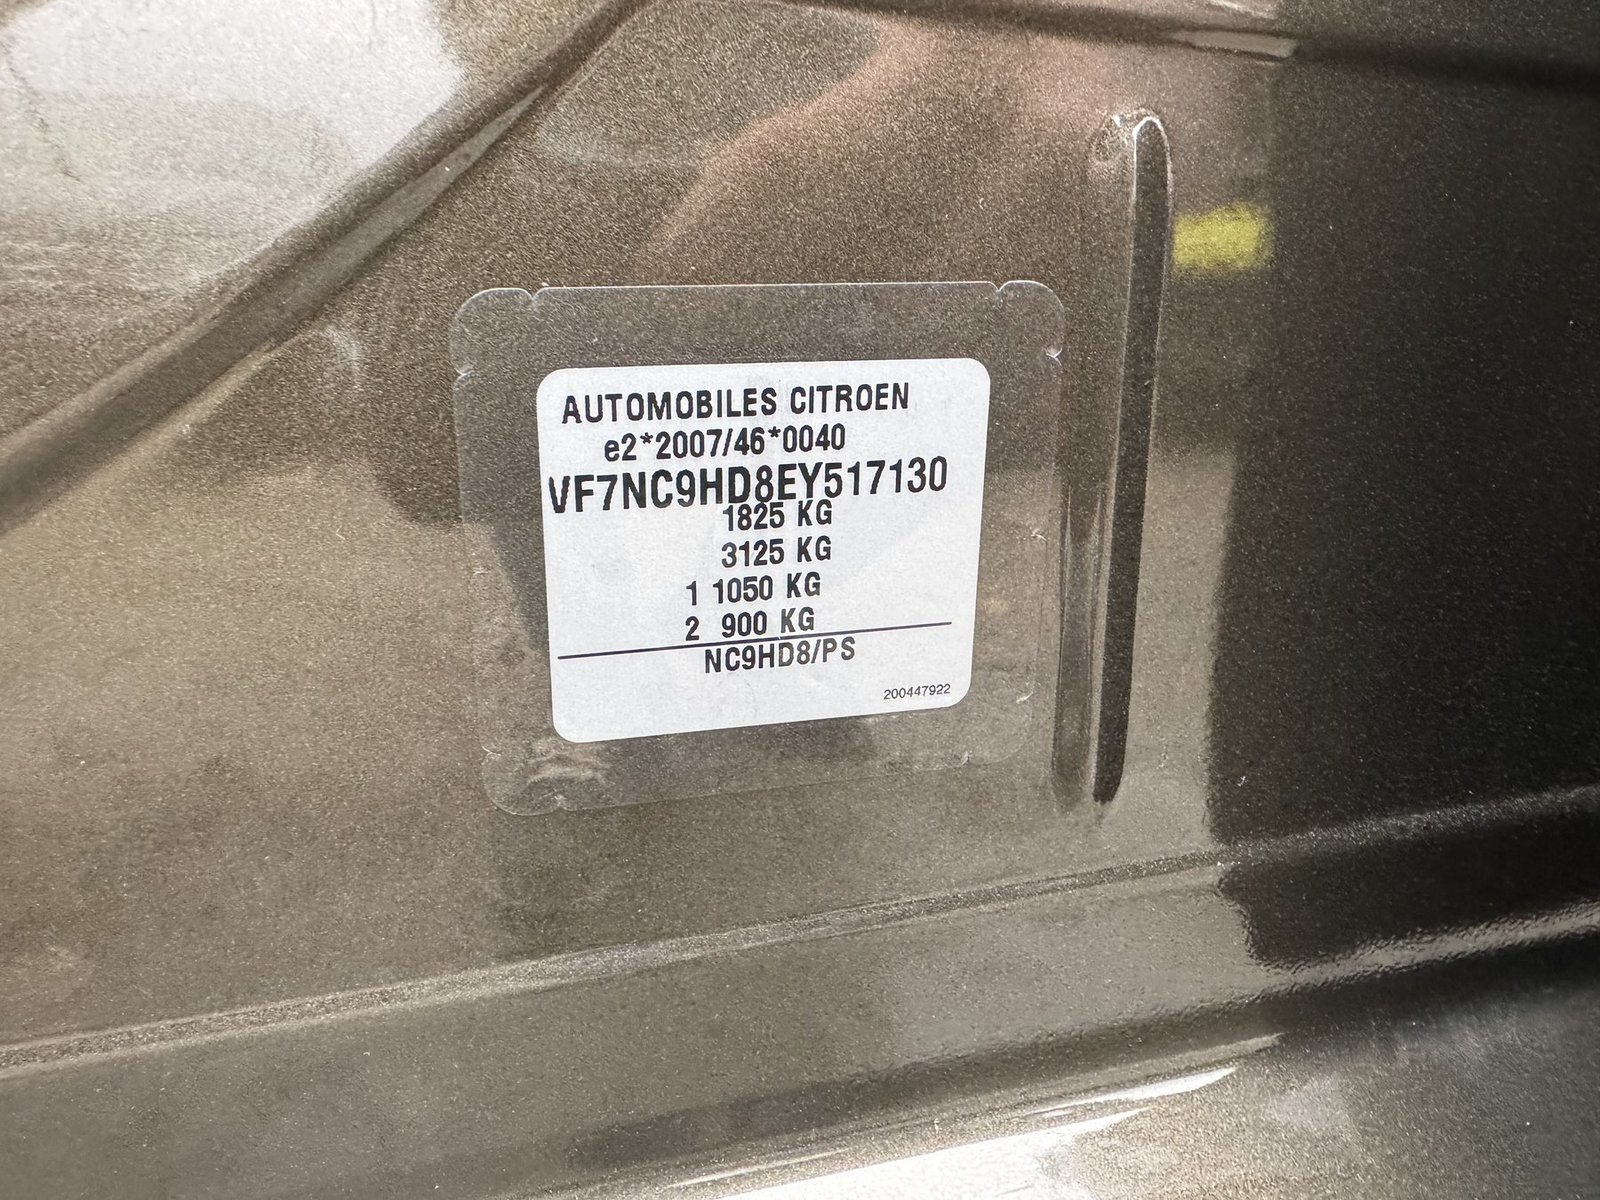 AUTOMOBILES CITROEN
e2*2007/46*0040
VF7NC9HD8EY517130
1825 KG
3125 KG
1 1050 KG
2 900 KG
NC9HD8/PS
200447922